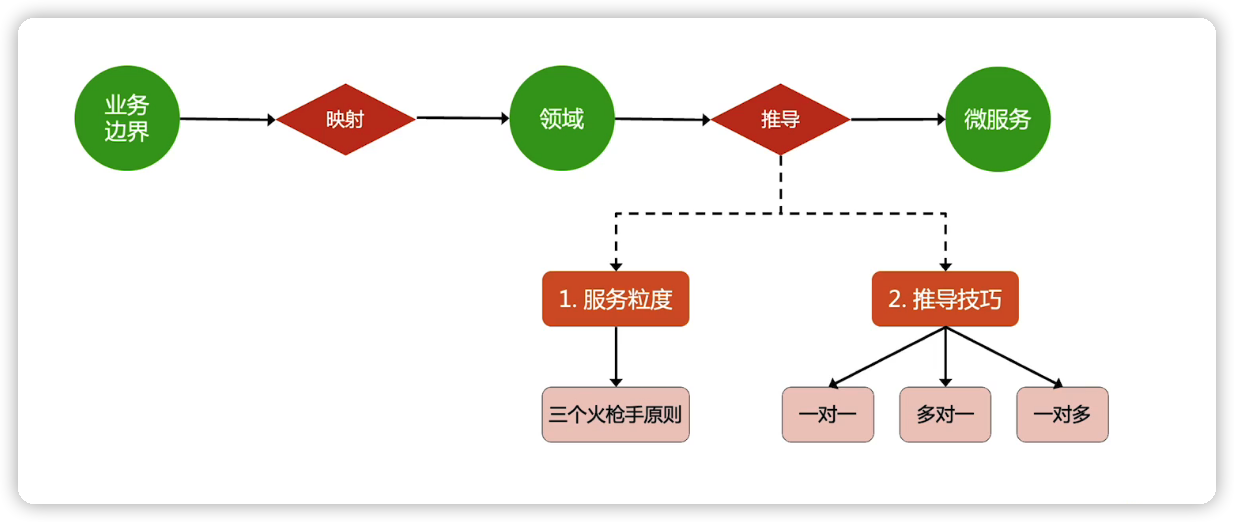 业务
边界
映射
领域
推导
微服务
1. 服务粒度
2. 推导技巧
三个火枪手原则
一对一
多对一
一对多